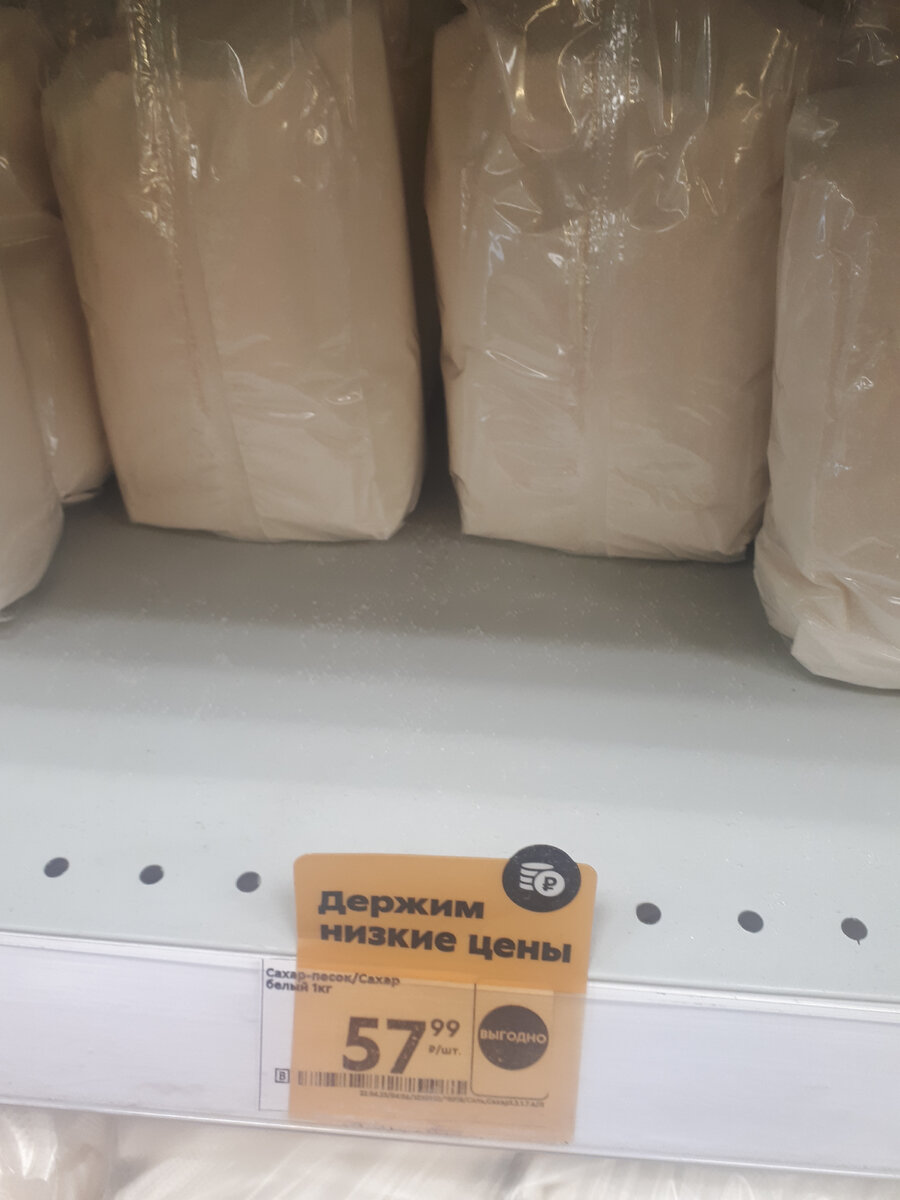 Держим
низкие цены
Сахар-песок/Сахар
белый 1кг
57 99
₽/шт.
ВЫГОДНО
В